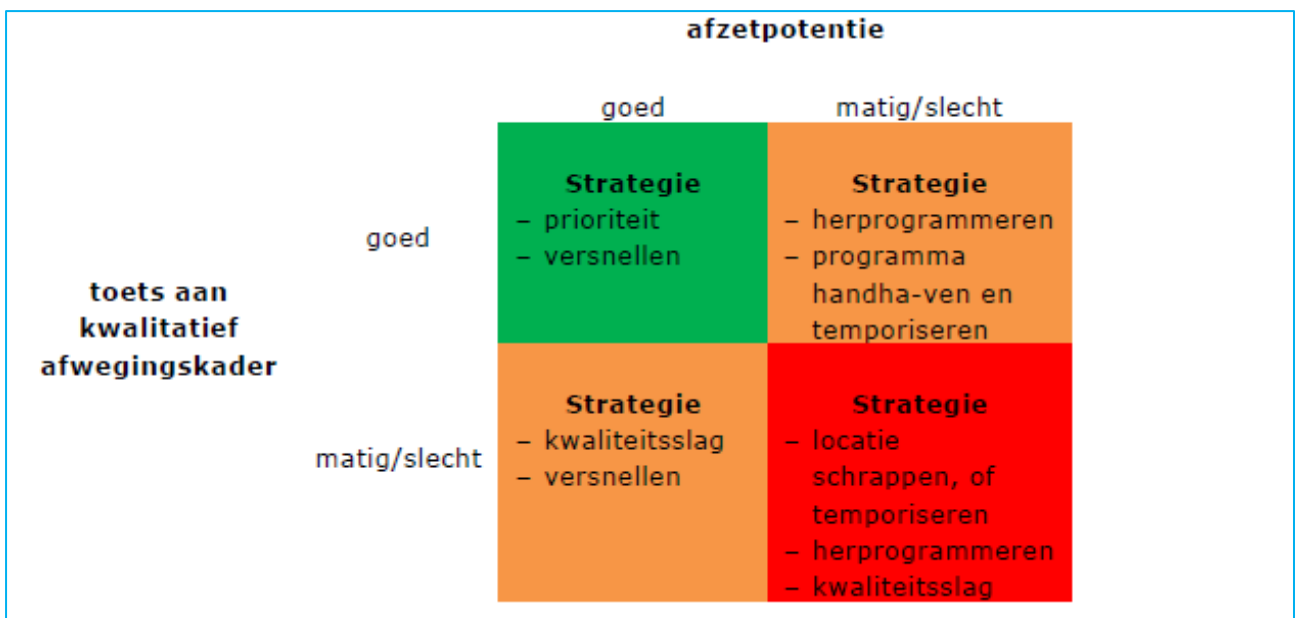 afzetpotentie
goed
matig/slecht
goed
Strategie
– prioriteit
– versnellen
Strategie
– herprogrammeren
– programma
handha-ven en
temporiseren
toets aan
kwalitatief
afwegingskader
matig/slecht
Strategie
– kwaliteitsslag
– versnellen
Strategie
– locatie
schrappen, of
temporiseren
– herprogrammeren
– kwaliteitsslag